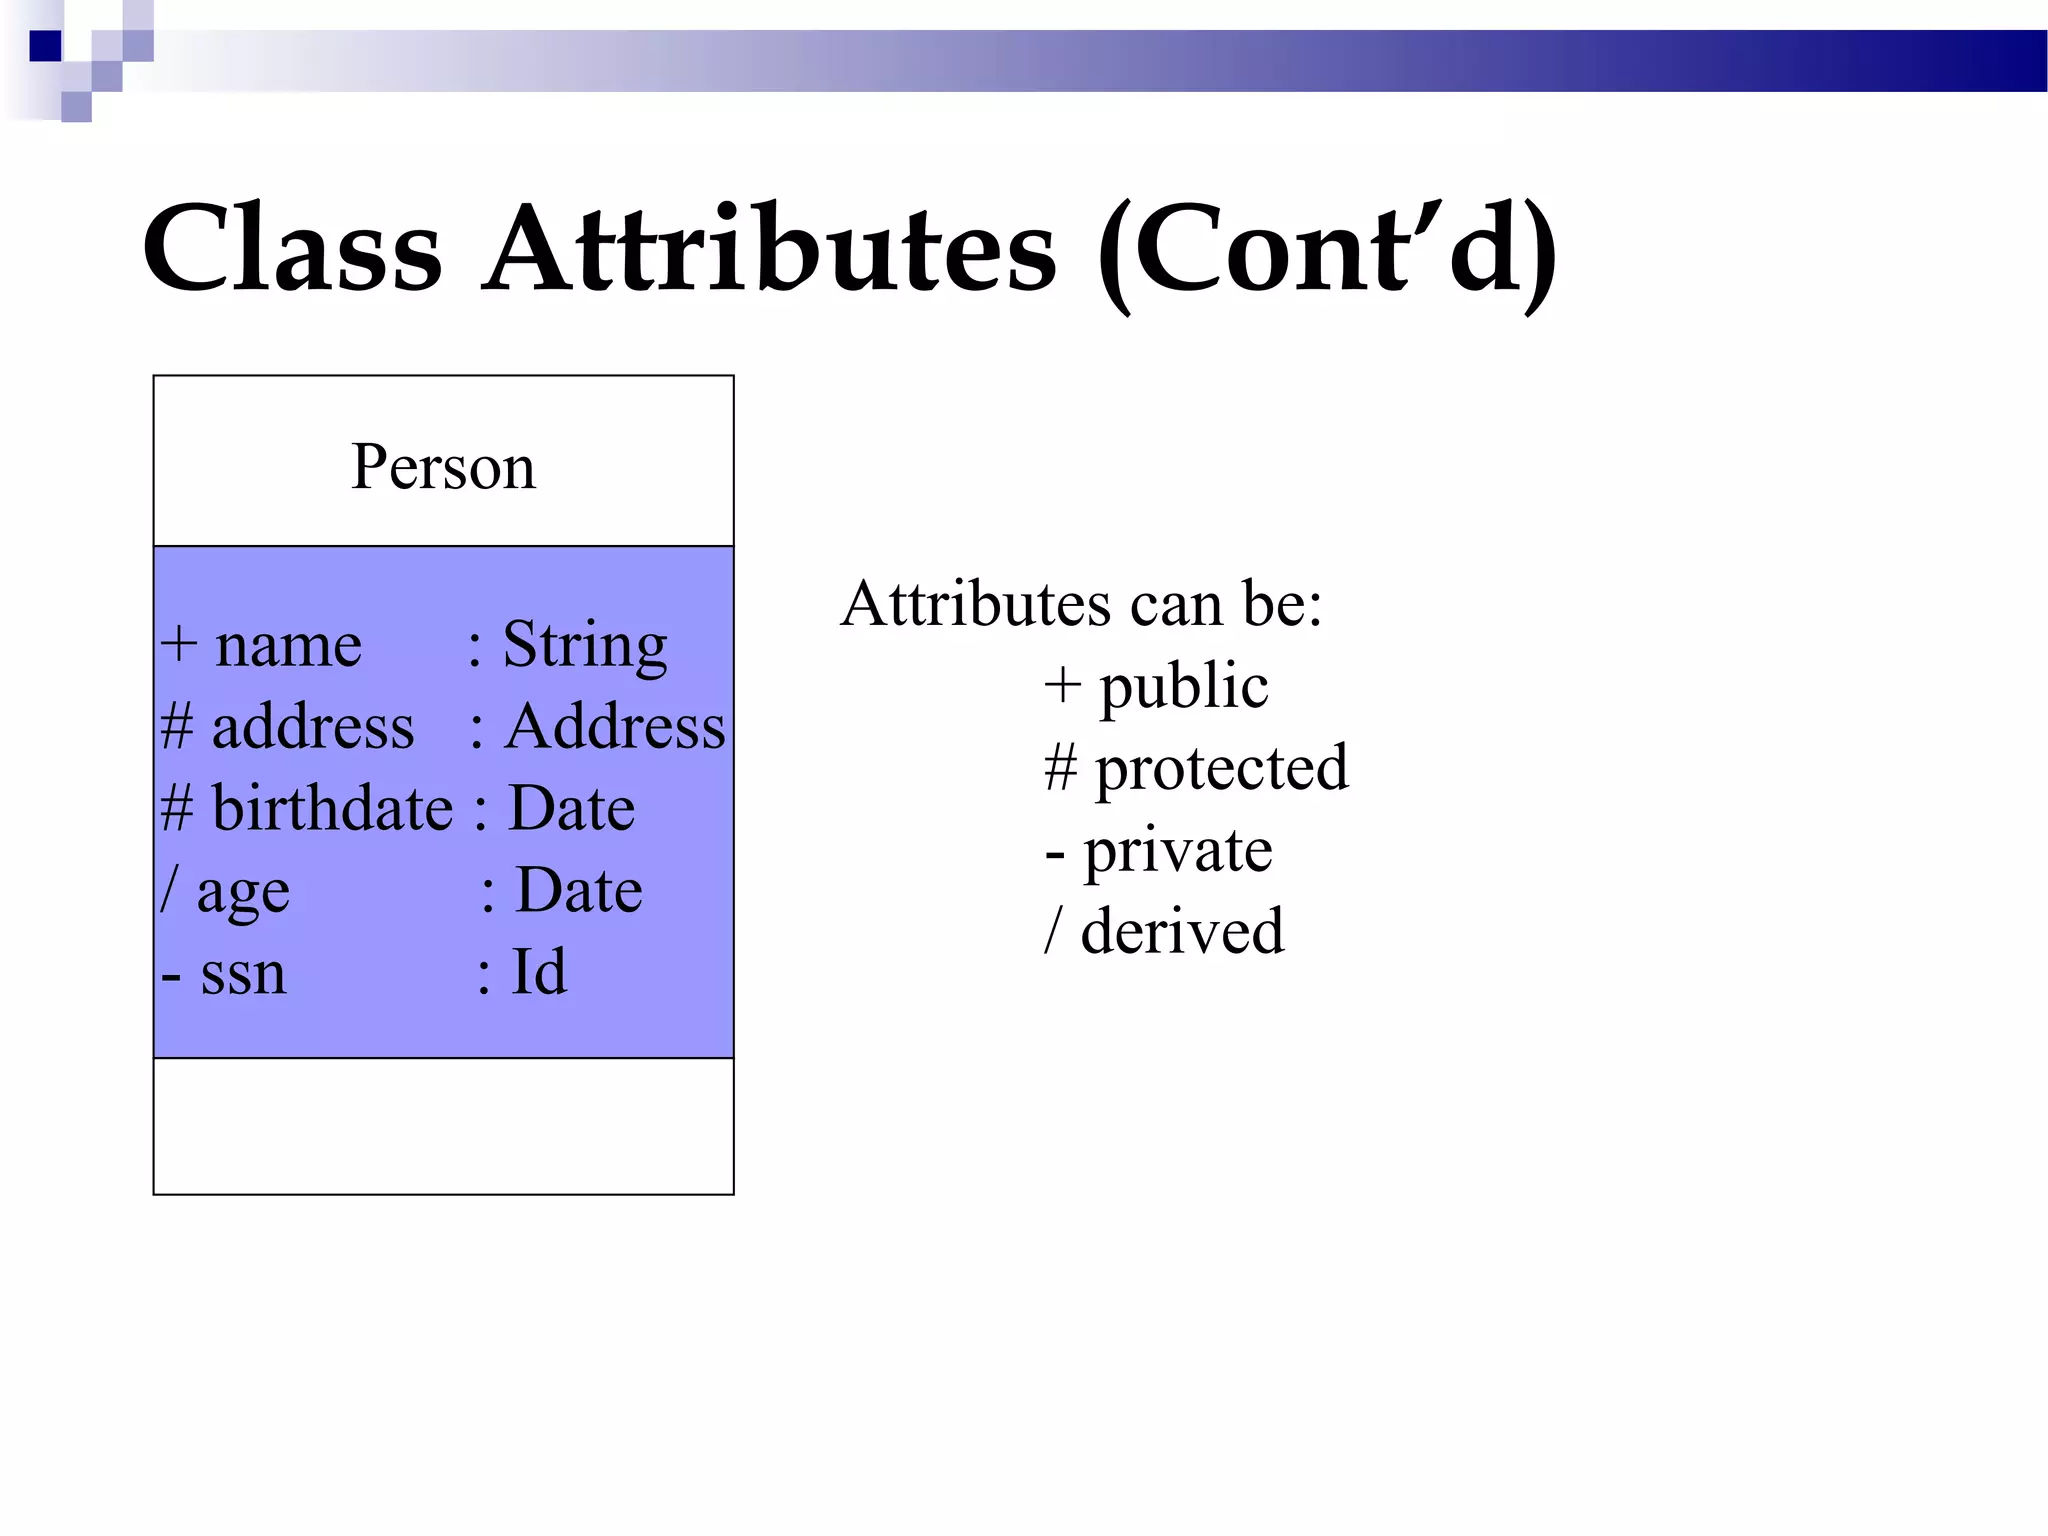 Class Attributes (Cont’d)
Person
+ name : String
# address : Address
# birthdate : Date
/ age : Date
- ssn : Id
Attributes can be:
+ public
# protected
- private
/ derived